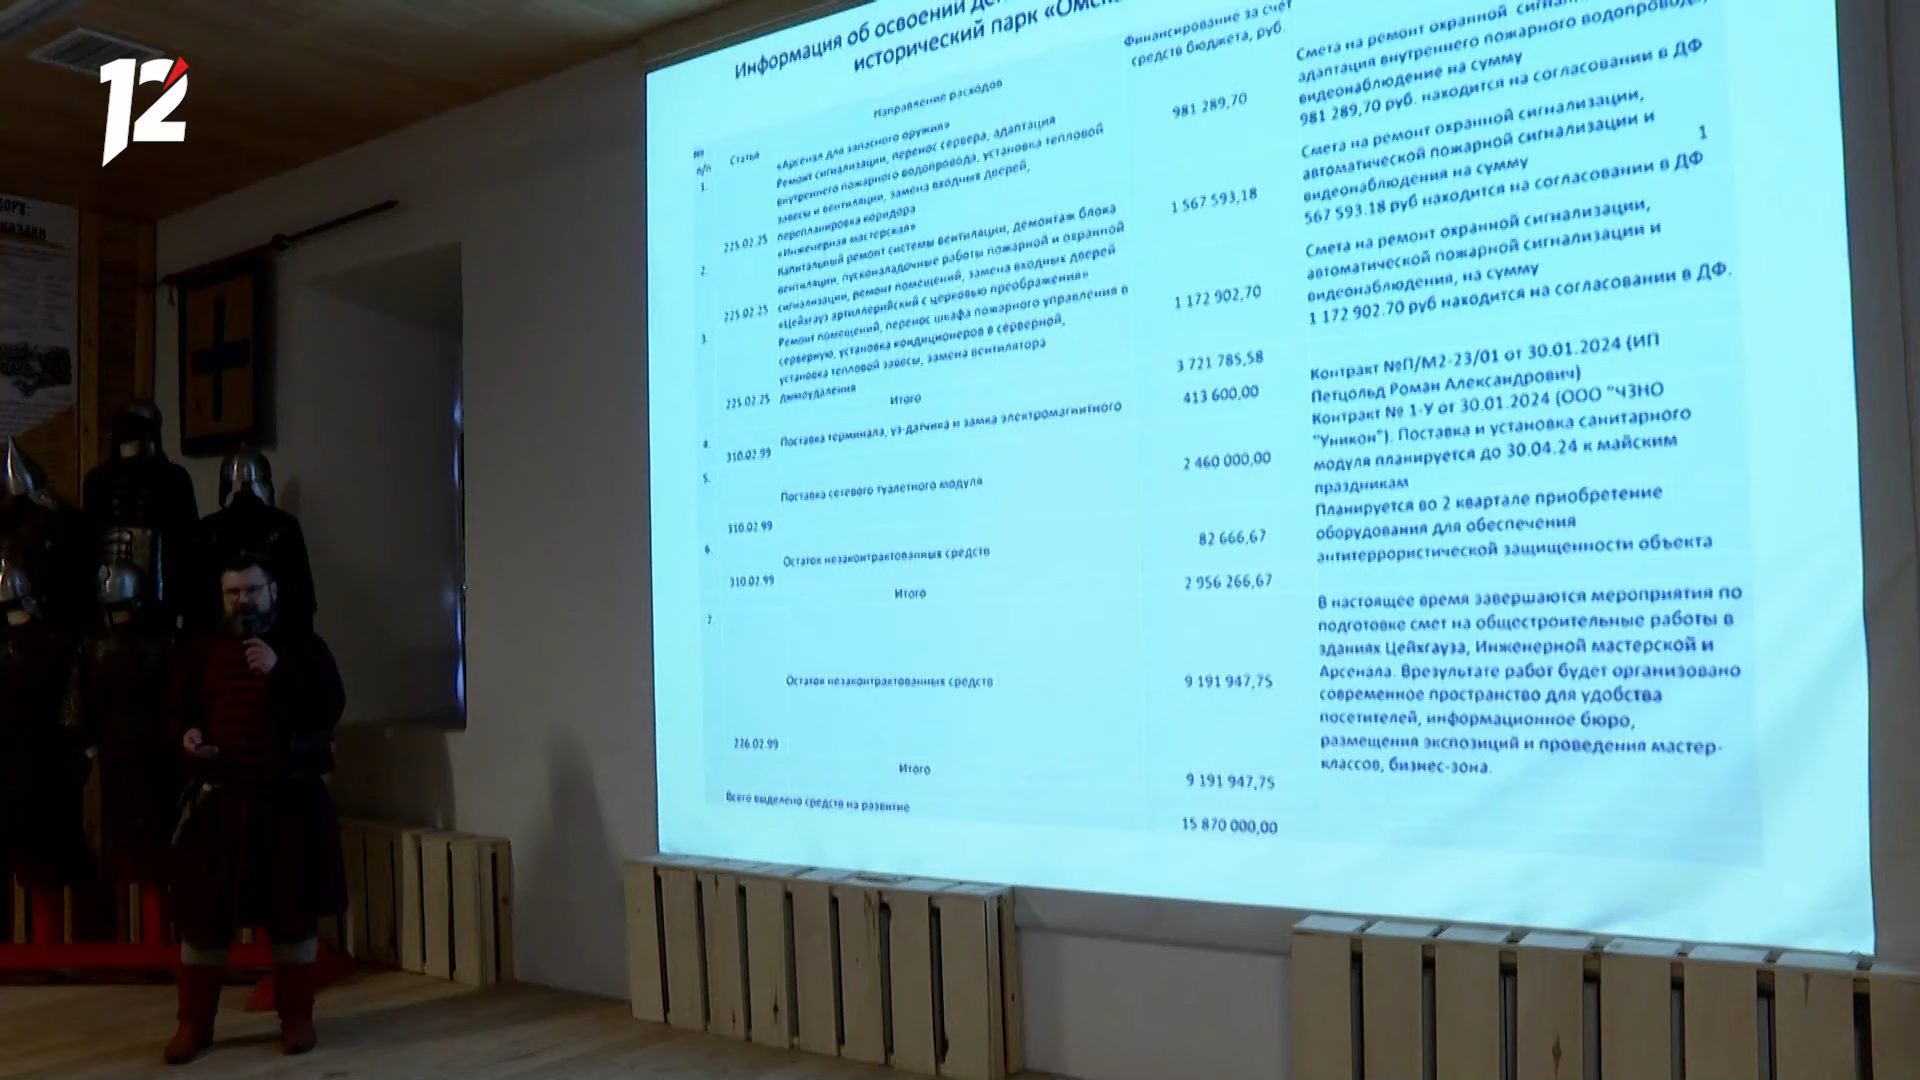 12
БОРУ:
Информация об освоении
исторический парк «Омск
№
п/п
Статья
Направление расходов
Финансирование за счет
средств бюджета, руб.
1.
225.02.25
«Арсенал для запасного оружия»
Ремонт сигнализации, перенос сервера, адаптация
внутреннего пожарного водопровода, установка тепловой
завесы и вентиляции, замена входных дверей,
перепланировка коридора
981 289,70
Смета на ремонт охранной
адаптация внутреннего пожарного водопровода,
видеонаблюдение на сумму
981 289,70 руб. находится на согласовании в ДФ
2.
225.02.25
«Инженерная мастерская»
Капитальный ремонт системы вентиляции, демонтаж блока
вентиляции, пусконаладочные работы пожарной и охранной
сигнализации, ремонт помещений, замена входных дверей
1 567 593,18
Смета на ремонт охранной сигнализации,
автоматической пожарной сигнализации и
видеонаблюдения на сумму 1
567 593.18 руб находится на согласовании в ДФ
3.
225.02.25
«Цейхгауз артиллерийский с церковью преображения»
Ремонт помещений, перенос шкафа пожарного управления в
серверную, установка кондиционеров в серверной,
установка тепловой завесы, замена вентилятора
дымоудаления
1 172 902,70
Смета на ремонт охранной сигнализации,
автоматической пожарной сигнализации и
видеонаблюдения, на сумму
1 172 902.70 руб находится на согласовании в ДФ.
Итого
3 721 785,58
4.
310.02.99
Поставка терминала, уз-датчика и замка электромагнитного
413 600,00
Контракт №П/М2-23/01 от 30.01.2024 (ИП
Петцольд Роман Александрович)
5.
310.02.99
Поставка сетевого туалетного модуля
2 460 000,00
Контракт № 1-У от 30.01.2024 (ООО "ЧЗНО
"Уникон"). Поставка и установка санитарного
модуля планируется до 30.04.24 к майским
праздникам
6.
310.02.99
Остаток незаконтрактованных средств
82 666,67
Планируется во 2 квартале приобретение
оборудования для обеспечения
антитеррористической защищенности объекта
Итого
2 956 266,67
7.
226.02.99
Остаток незаконтрактованных средств
9 191 947,75
В настоящее время завершаются мероприятия по
подготовке смет на общестроительные работы в
зданиях Цейхгауза, Инженерной мастерской и
Арсенала. Врезультате работ будет организовано
современное пространство для удобства
посетителей, информационное бюро,
размещения экспозиций и проведения мастер-
классов, бизнес-зона.
Итого
9 191 947,75
Всего выделено средств на развитие
15 870 000,00